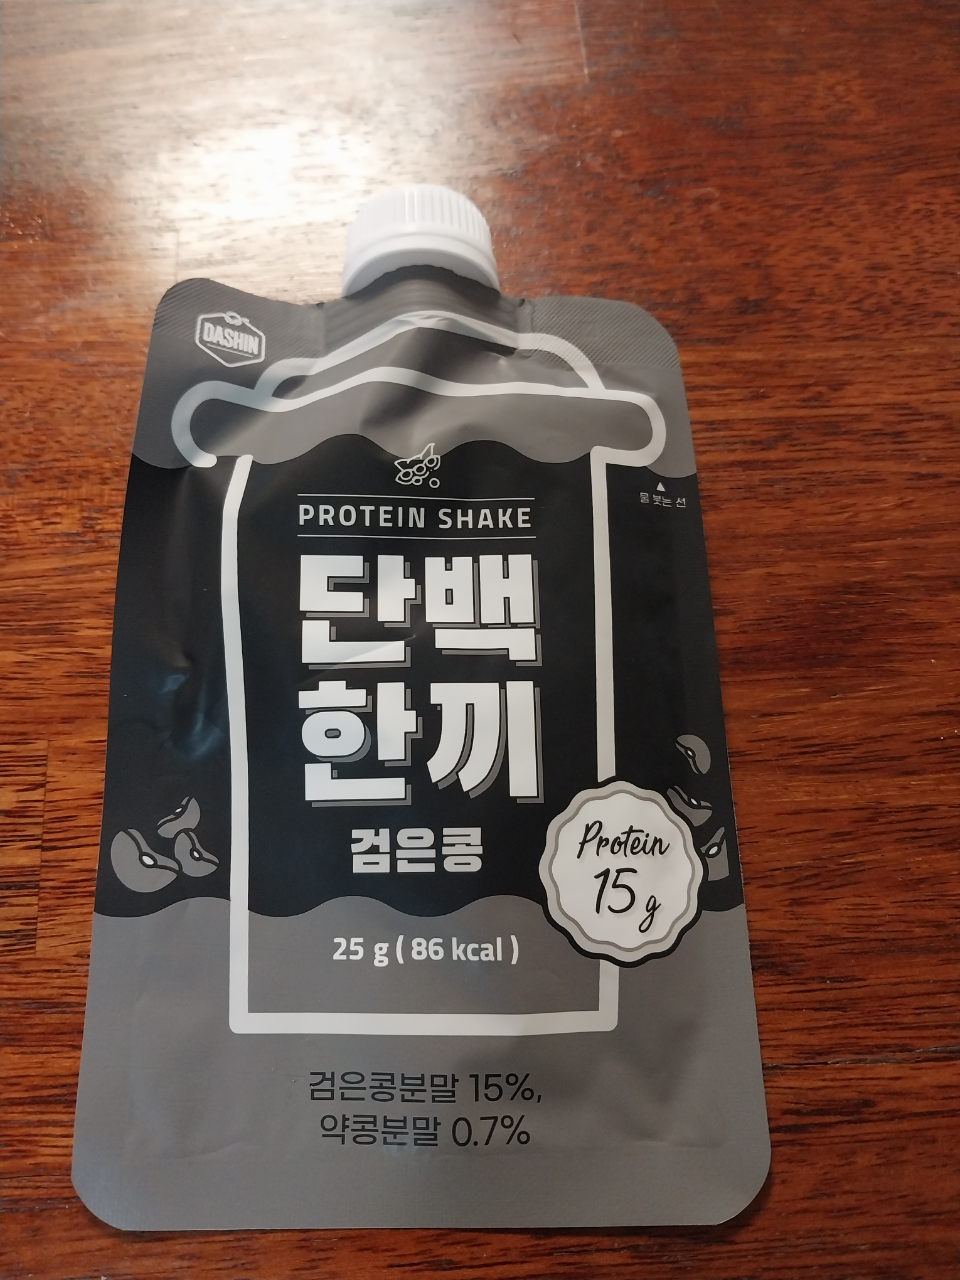 DASHIN
물 붓는 선
PROTEIN SHAKE
단백
한끼
검은콩
Protein
15 g
25 g ( 86 kcal )
검은콩분말 15%,
약콩분말 0.7%